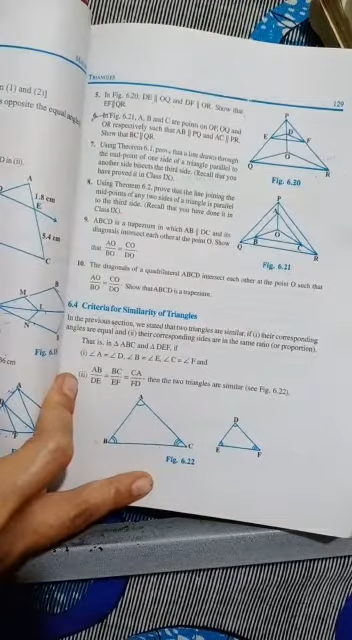 n (1) and (2)]
s opposite the equal angles
D in (ii).
A
1.8 cm
E
5.4 cm
C
B
M
L
N
Fig. 6.1
TRIANGLES
129
5. In Fig. 6.20, DE || OQ and DF || OR. Show that
EF || QR.
6. In Fig. 6.21, A, B and C are points on OP, OQ and
OR respectively such that AB || PQ and AC || PR.
Show that BC || QR.
7. Using Theorem 6.1, prove that a line drawn through
the mid-point of one side of a triangle parallel to
another side bisects the third side. (Recall that you
have proved it in Class IX).
8. Using Theorem 6.2, prove that the line joining the
mid-points of any two sides of a triangle is parallel
to the third side. (Recall that you have done it in
Class IX).
9. ABCD is a trapezium in which AB || DC and its
diagonals intersect each other at the point O. Show
that AO/BO = CO/DO
10. The diagonals of a quadrilateral ABCD intersect each other at the point O such that
AO/BO = CO/DO. Show that ABCD is a trapezium.
P
E
D
F
O
Q
R
Fig. 6.20
P
A
O
B
C
Q
R
Fig. 6.21
6.4 Criteria for Similarity of Triangles
In the previous section, we stated that two triangles are similar, if (i) their corresponding
angles are equal and (ii) their corresponding sides are in the same ratio (or proportion).
That is, in Δ ABC and Δ DEF, if
(i) ∠ A = ∠ D, ∠ B = ∠ E, ∠ C = ∠ F and
(ii) AB/DE = BC/EF = CA/FD, then the two triangles are similar (see Fig. 6.22).
A
B
C
D
E
F
Fig. 6.22